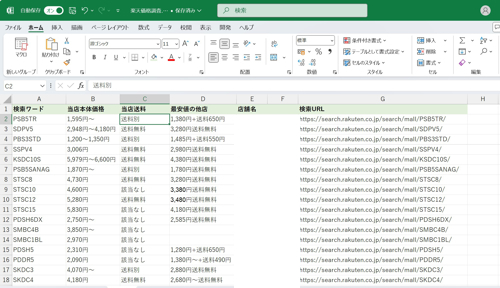 自動保存 オン 楽天価格調査... • 保存済み 検索
ファイル ホーム 挿入 描画 ページ レイアウト 数式 データ 校閲 表示 開発 ヘルプ
マクロ 貼り付け 游ゴシック 11 標準 条件付き書式 挿入
テーブルとして書式設定 削除
セルのスタイル 書式
新しいグループ クリップボード フォント 配置 数値 スタイル セル 編集
C2 送料別
A B C D E F G H
1 検索ワード 当店本体価格 当店送料 最安値の他店 店舗名 検索URL
2 PSB5TR 1,595円～ 送料別 1,380円+送料650円 https://search.rakuten.co.jp/search/mall/PSB5TR/
3 SDPV5 2,948円～4,180円 送料無料 3,280円送料無料 https://search.rakuten.co.jp/search/mall/SDPV5/
4 PBS3STD 1,200～1,350円 送料別 1,485円+送料550円 https://search.rakuten.co.jp/search/mall/PBS3STD/
5 SSPV4 3,006円 送料無料 2,980円送料無料 https://search.rakuten.co.jp/search/mall/SSPV4/
6 KSDC10S 5,979円～6,600円 送料無料 4,380円送料無料 https://search.rakuten.co.jp/search/mall/KSDC10S/
7 PSB5SANAG 1,870円～ 送料別 1,780円送料無料 https://search.rakuten.co.jp/search/mall/PSB5SANAG/
8 STSC8 4,730円 送料無料 3,280円送料無料 https://search.rakuten.co.jp/search/mall/STSC8/
9 STSC10 4,600円 該当なし 3,380円送料無料 https://search.rakuten.co.jp/search/mall/STSC10/
10 STSC12 5,280円 送料無料 3,480円送料無料 https://search.rakuten.co.jp/search/mall/STSC12/
11 STSC15 5,830円 送料無料 4,180円送料無料 https://search.rakuten.co.jp/search/mall/STSC15/
12 PDSH6DX 2,750円～ 該当なし 2,585円送料無料 https://search.rakuten.co.jp/search/mall/PDSH6DX/
13 SMBC4B 3,850円 該当なし https://search.rakuten.co.jp/search/mall/SMBC4B/
14 SMBC1BL 2,970円 該当なし https://search.rakuten.co.jp/search/mall/SMBC1BL/
15 PDSH5 2,310円 該当なし 1,280円+送料650円 https://search.rakuten.co.jp/search/mall/PDSH5/
16 PDDR5 2,090円 該当なし 1,380円～+送料490円 https://search.rakuten.co.jp/search/mall/PDDR5/
17 SKDC3 4,070円～ 送料別 2,880円送料無料 https://search.rakuten.co.jp/search/mall/SKDC3/
18 SKDC4 4,180円 送料無料 2,680円～送料無料 https://search.rakuten.co.jp/search/mall/SKDC4/